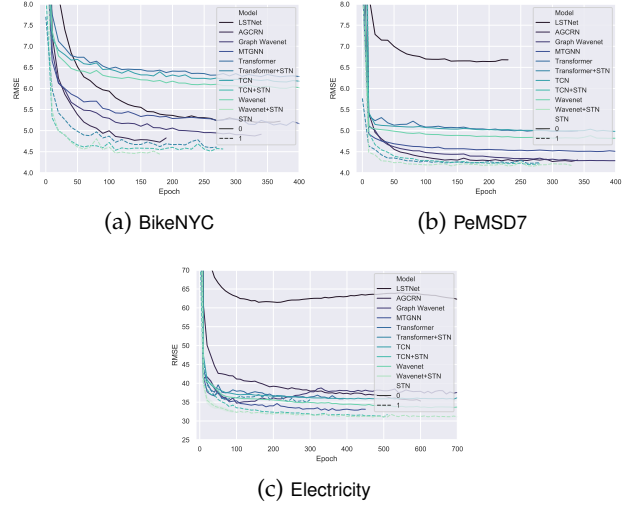 8.0
7.5
7.0
6.5
6.0
5.5
5.0
4.5
4.0
RMSE
0 50 100 150 200 250 300 350 400
Epoch
Model
LSTNet
AGCRN
Graph Wavenet
MTGNN
Transformer
Transformer+STN
TCN
TCN+STN
Wavenet
Wavenet+STN
STN
0
1
(a) BikeNYC
8.0
7.5
7.0
6.5
6.0
5.5
5.0
4.5
4.0
RMSE
0 50 100 150 200 250 300 350 400
Epoch
Model
LSTNet
AGCRN
Graph Wavenet
MTGNN
Transformer
Transformer+STN
TCN
TCN+STN
Wavenet
Wavenet+STN
STN
0
1
(b) PeMSD7
70
65
60
55
50
45
40
35
30
25
RMSE
0 100 200 300 400 500 600 700
Epoch
Model
LSTNet
AGCRN
Graph Wavenet
MTGNN
Transformer
Transformer+STN
TCN
TCN+STN
Wavenet
Wavenet+STN
STN
0
1
(c) Electricity